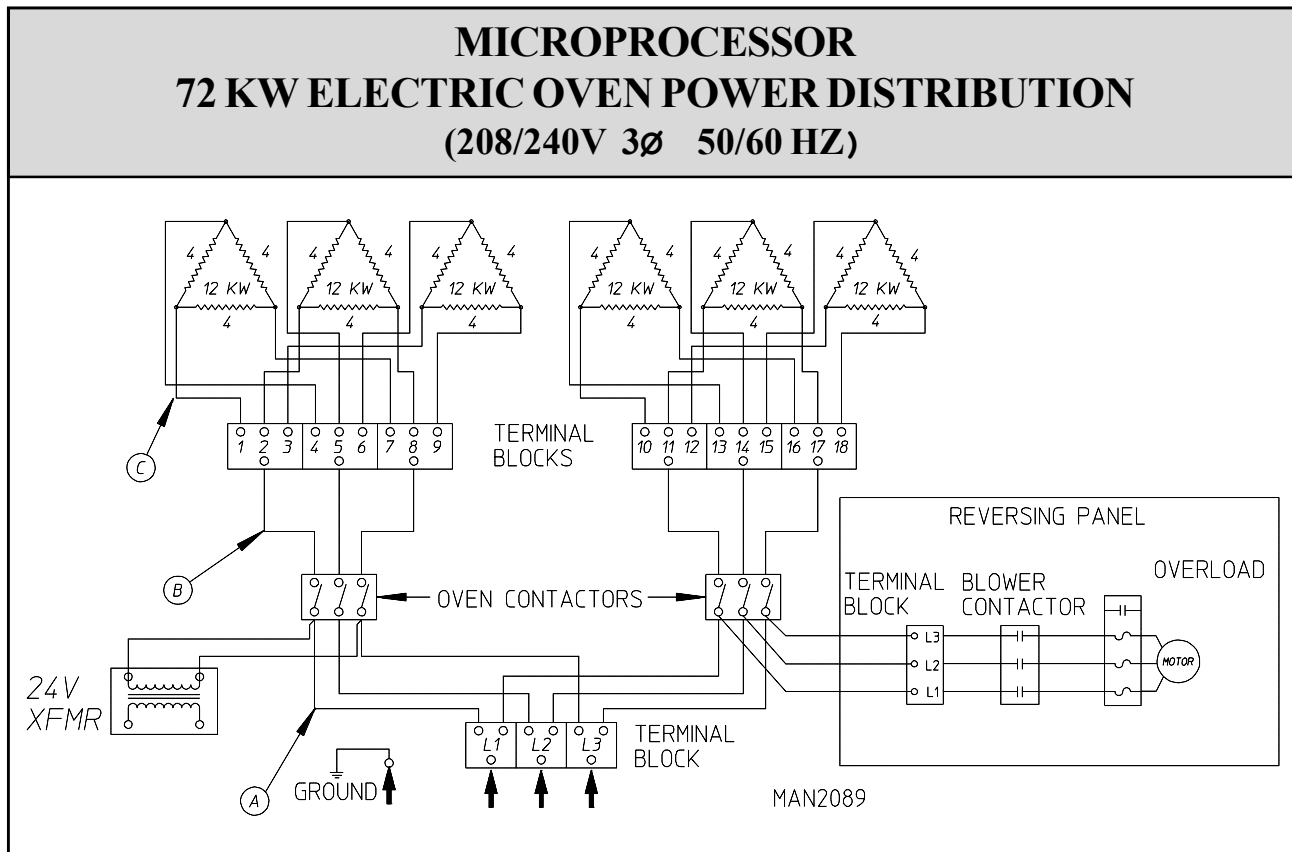 MICROPROCESSOR
72 KW ELECTRIC OVEN POWER DISTRIBUTION
(208/240V 3Ø 50/60 HZ)
4 4 4 4 4 4 4 4 4 4 4 4
12 KW 12 KW 12 KW 12 KW 12 KW 12 KW
4 4 4 4 4 4
1 2 3 4 5 6 7 8 9
TERMINAL
BLOCKS
10 11 12 13 14 15 16 17 18
C
B
OVEN CONTACTORS
REVERSING PANEL
OVERLOAD
TERMINAL
BLOCK
BLOWER
CONTACTOR
L3
L2
L1
MOTOR
24V
XFMR
A
GROUND
L1 L2 L3
TERMINAL
BLOCK
MAN2089